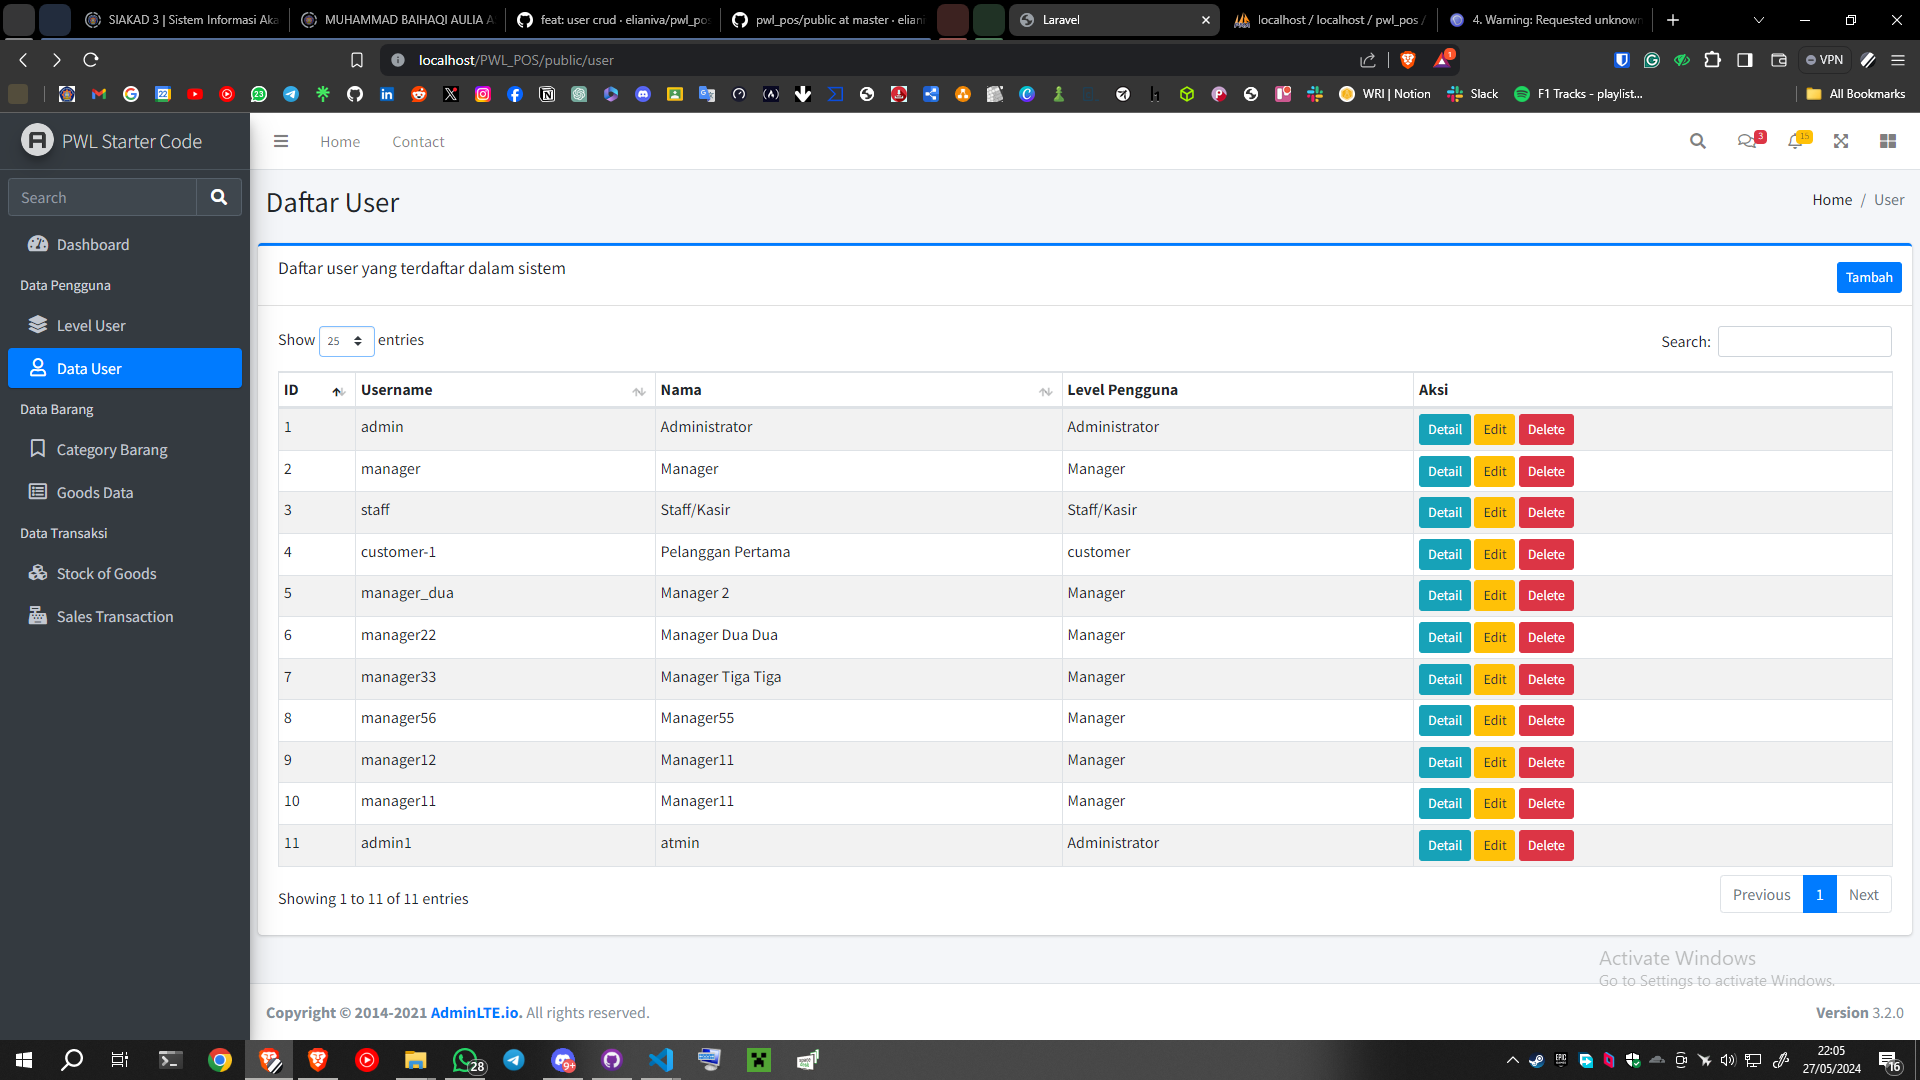 SIAKAD 3 | Sistem Informasi Aka
MUHAMMAD BAIHAQI AULIA A
feat: user crud · elianiva/pwl_pos
pwl_pos/public at master · eliani
Laravel
localhost / localhost / pwl_pos /
4. Warning: Requested unknown
localhost/PWL_POS/public/user
1
VPN
22
23
WRI | Notion
Slack
F1 Tracks - playlist...
All Bookmarks
PWL Starter Code
Home
Contact
3
15
Search
Daftar User
Home / User
Dashboard
Data Pengguna
Level User
Data User
Data Barang
Category Barang
Goods Data
Data Transaksi
Stock of Goods
Sales Transaction
Daftar user yang terdaftar dalam sistem
Tambah
Show 25 entries
Search:
ID Username Nama Level Pengguna Aksi
1 admin Administrator Administrator Detail Edit Delete
2 manager Manager Manager Detail Edit Delete
3 staff Staff/Kasir Staff/Kasir Detail Edit Delete
4 customer-1 Pelanggan Pertama customer Detail Edit Delete
5 manager_dua Manager 2 Manager Detail Edit Delete
6 manager22 Manager Dua Dua Manager Detail Edit Delete
7 manager33 Manager Tiga Tiga Manager Detail Edit Delete
8 manager56 Manager55 Manager Detail Edit Delete
9 manager12 Manager11 Manager Detail Edit Delete
10 manager11 Manager11 Manager Detail Edit Delete
11 admin1 atmin Administrator Detail Edit Delete
Showing 1 to 11 of 11 entries
Previous 1 Next
Activate Windows
Go to Settings to activate Windows.
Copyright © 2014-2021 AdminLTE.io. All rights reserved.
Version 3.2.0
28
9+
22:05
27/05/2024
16